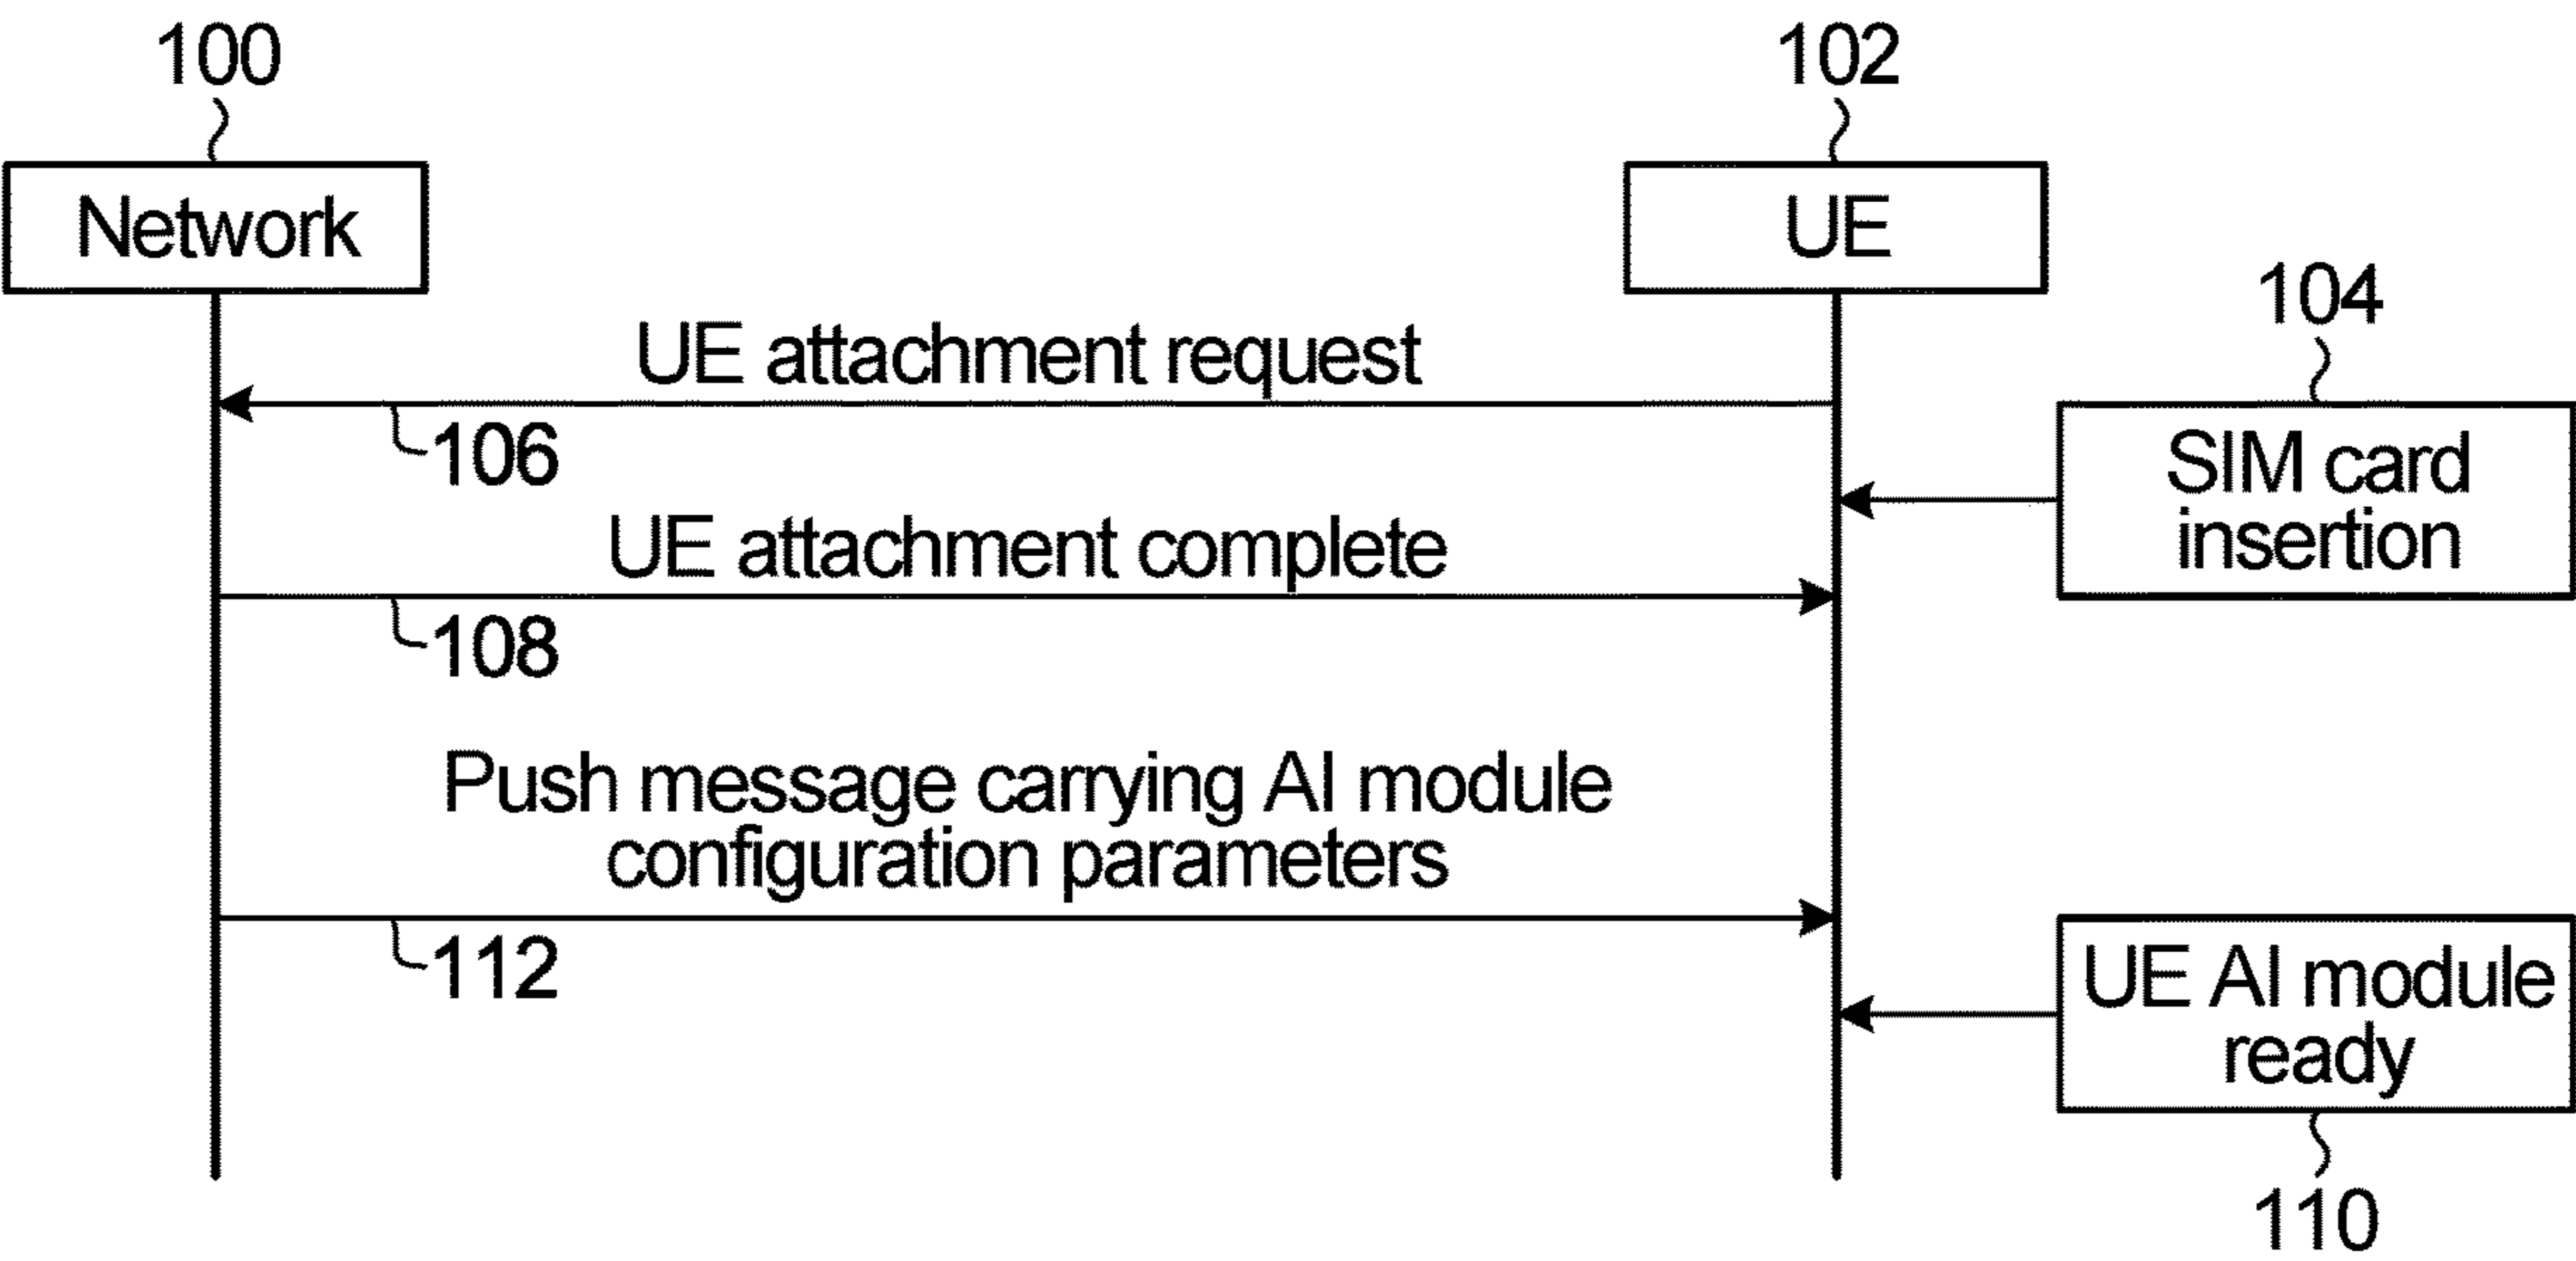 100
102
Network
UE
104
UE attachment request
106
SIM card
insertion
UE attachment complete
108
Push message carrying AI module
configuration parameters
112
UE AI module
ready
110